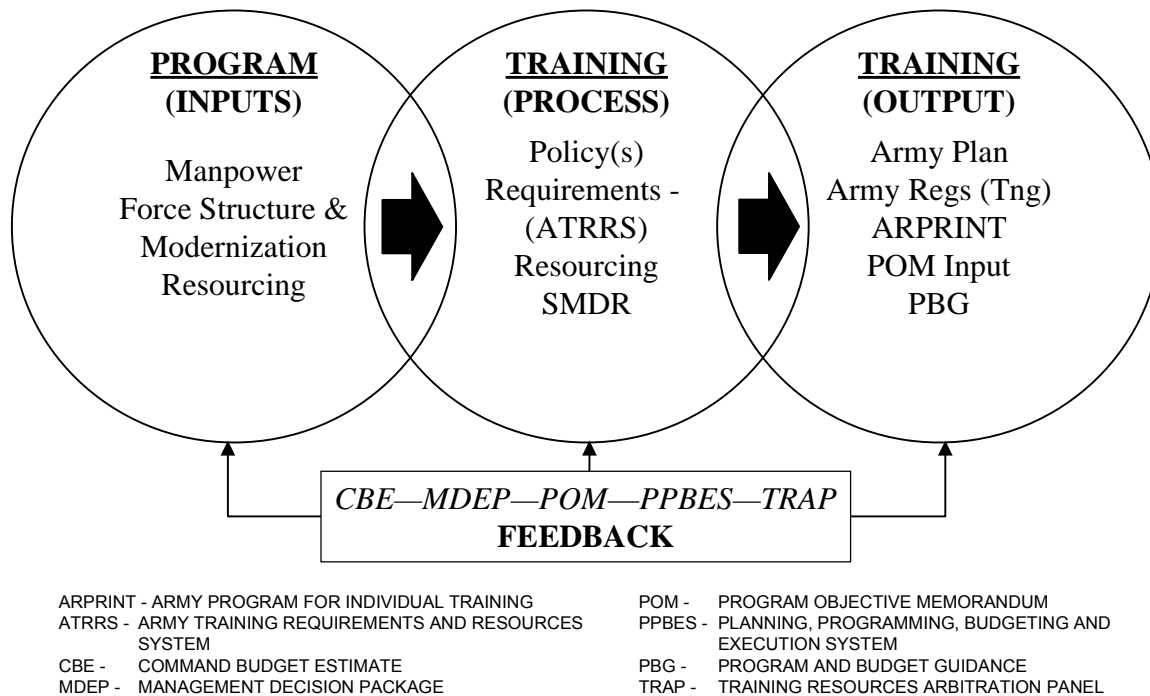 PROGRAM
(INPUTS)
Manpower
Force Structure &
Modernization
Resourcing
TRAINING
(PROCESS)
Policy(s)
Requirements -
(ATRRS)
Resourcing
SMDR
TRAINING
(OUTPUT)
Army Plan
Army Regs (Tng)
ARPRINT
POM Input
PBG
CBE—MDEP—POM—PPBES—TRAP
FEEDBACK
ARPRINT - ARMY PROGRAM FOR INDIVIDUAL TRAINING
ATRRS - ARMY TRAINING REQUIREMENTS AND RESOURCES
SYSTEM
CBE - COMMAND BUDGET ESTIMATE
MDEP - MANAGEMENT DECISION PACKAGE
POM - PROGRAM OBJECTIVE MEMORANDUM
PPBES - PLANNING, PROGRAMMING, BUDGETING AND
EXECUTION SYSTEM
PBG - PROGRAM AND BUDGET GUIDANCE
TRAP - TRAINING RESOURCES ARBITRATION PANEL